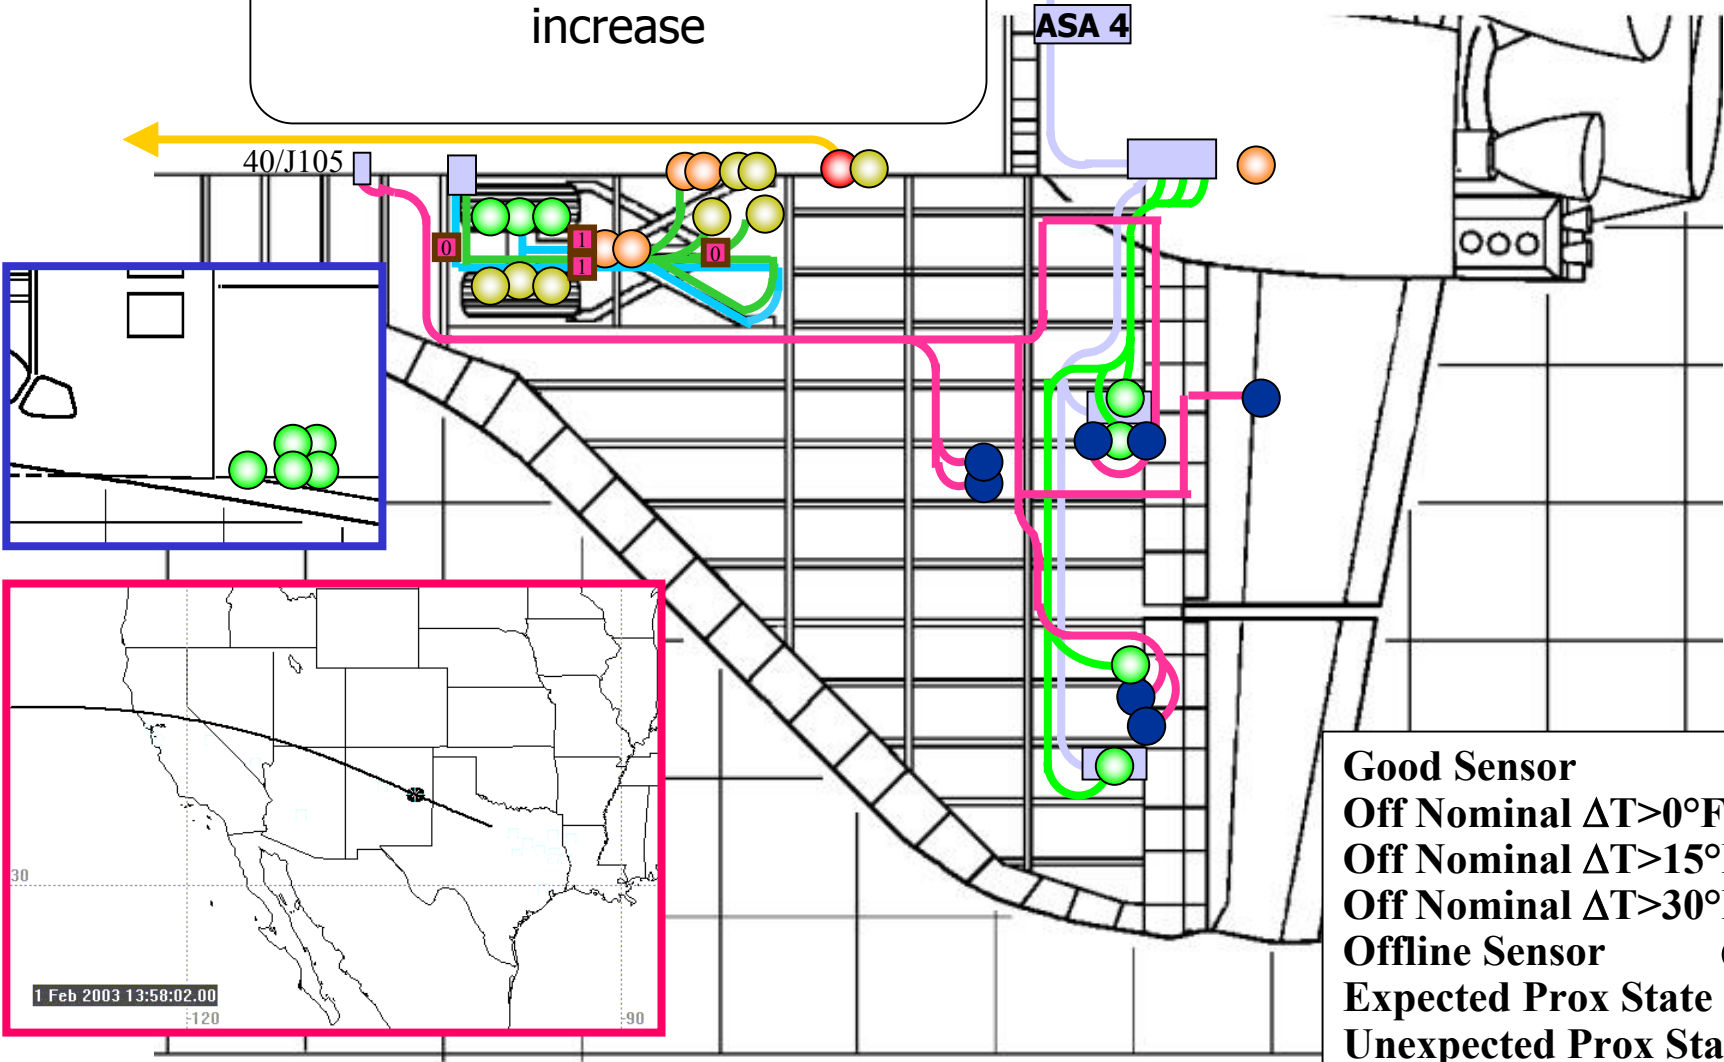 increase
ASA 4
40/J105
0
1
1
0
30
1 Feb 2003 13:58:02.00
-120
-90
Good Sensor
Off Nominal ΔT>0°F
Off Nominal ΔT>15°
Off Nominal ΔT>30°
Offline Sensor
Expected Prox State
Unexpected Prox Sta